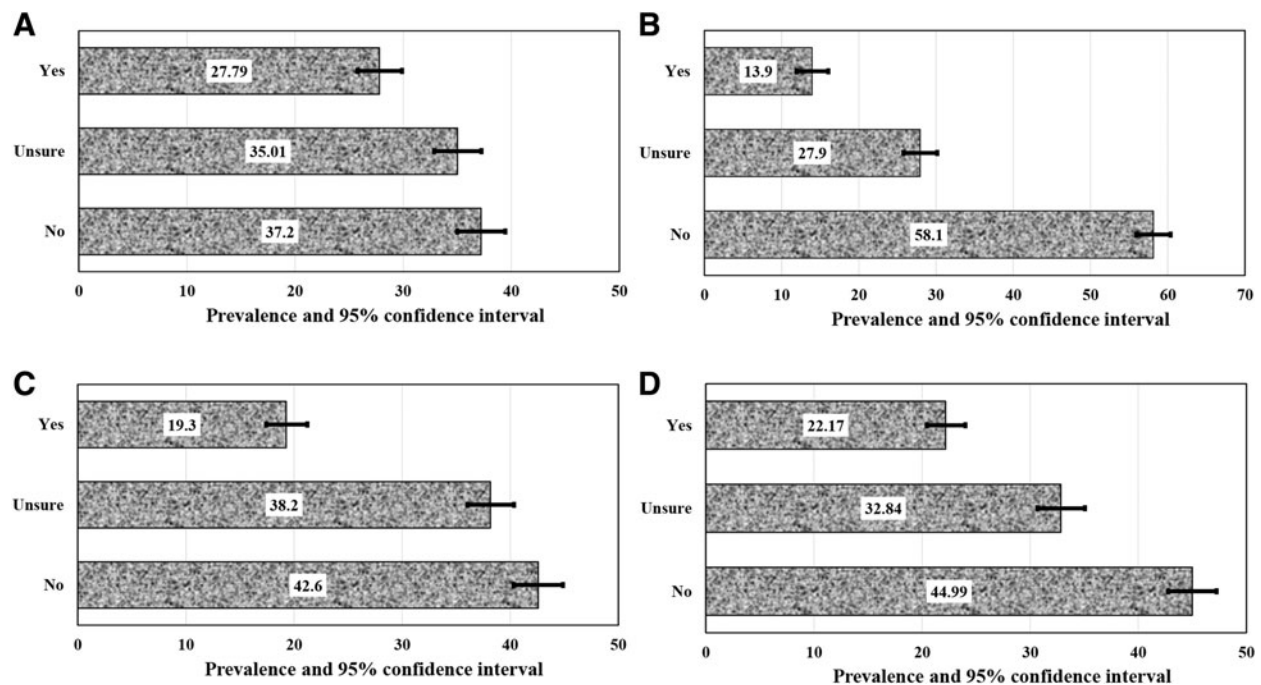 A
Yes
27.79
Unsure
35.01
No
37.2
0 10 20 30 40 50
Prevalence and 95% confidence interval
B
Yes
13.9
Unsure
27.9
No
58.1
0 10 20 30 40 50 60 70
Prevalence and 95% confidence interval
C
Yes
19.3
Unsure
38.2
No
42.6
0 10 20 30 40 50
Prevalence and 95% confidence interval
D
Yes
22.17
Unsure
32.84
No
44.99
0 10 20 30 40 50
Prevalence and 95% confidence interval